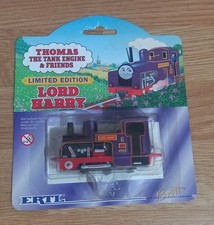 THOMAS
THE TANK ENGINE
& FRIENDS
LIMITED EDITION
LORD
HARRY
ERTL